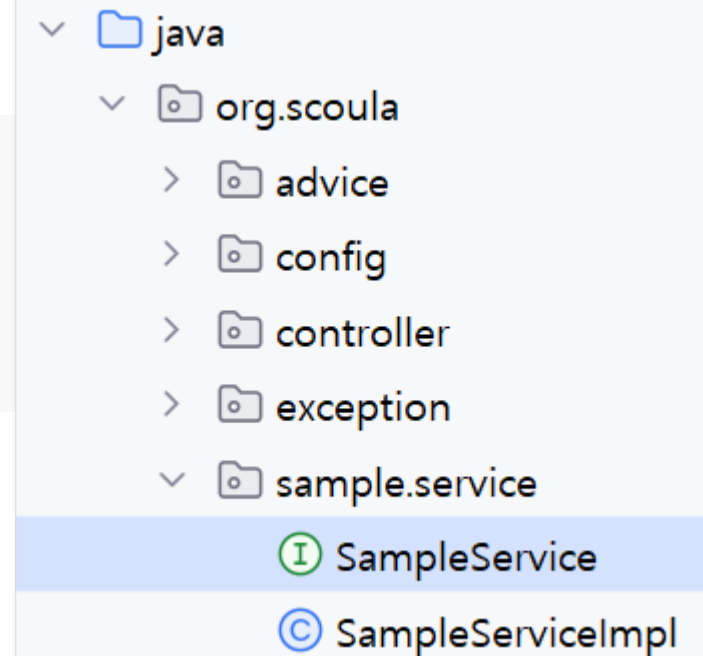 java
org.scoula
advice
config
controller
exception
sample.service
I SampleService
C SampleServiceImpl